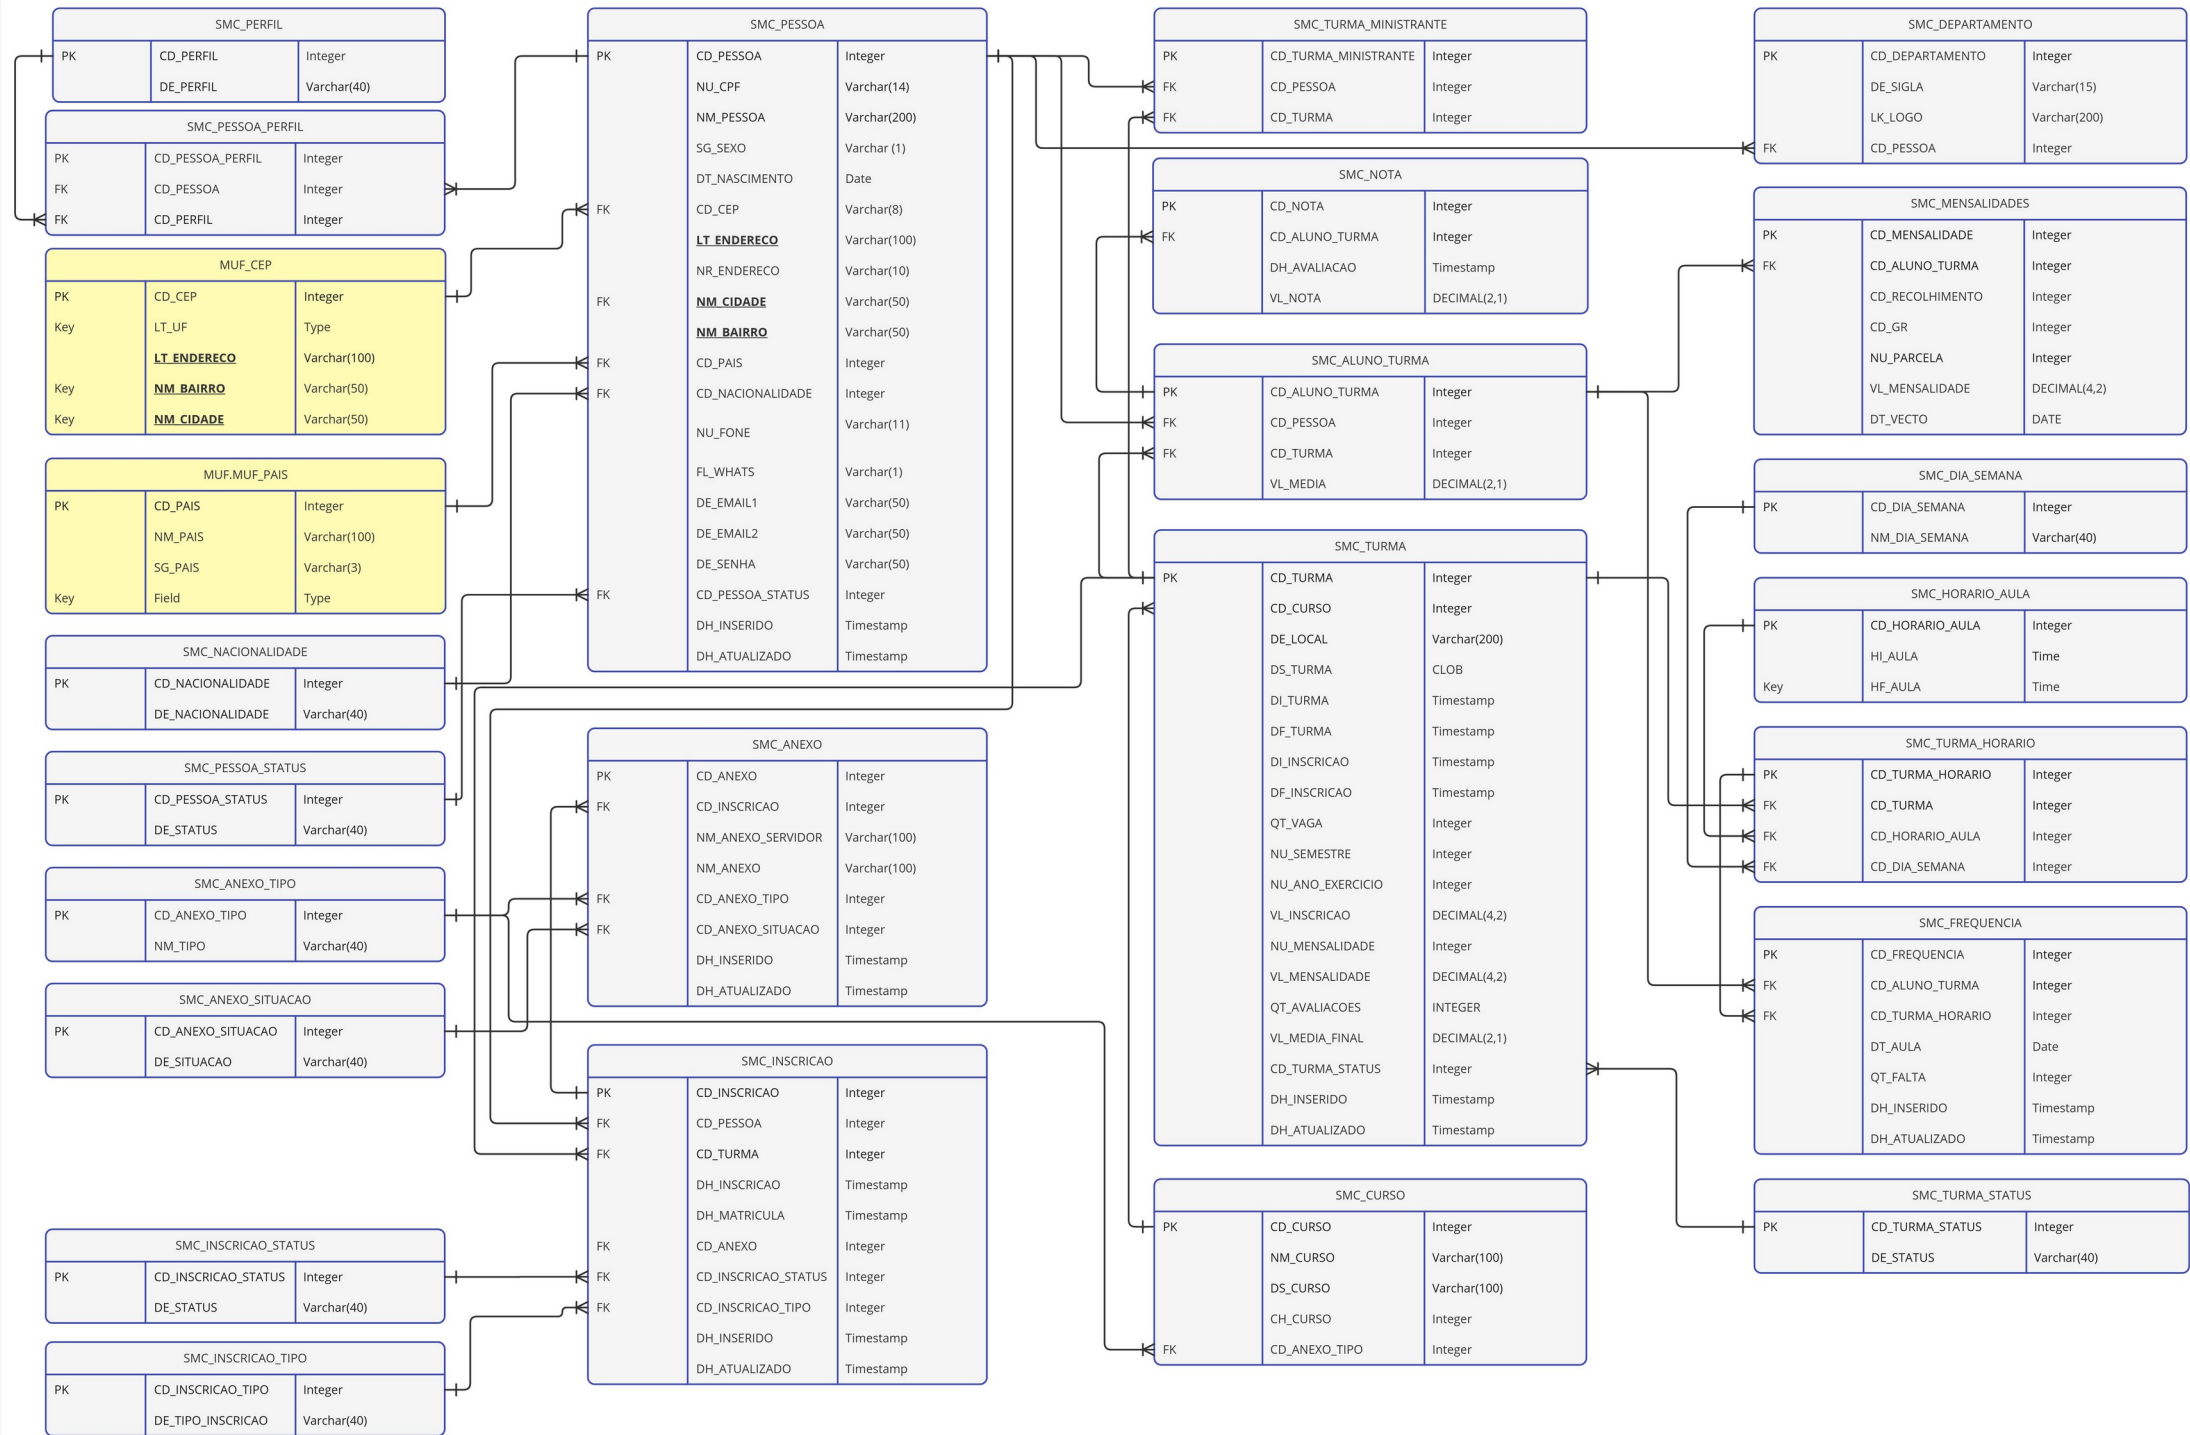 SMC_PERFIL
PK CD_PERFIL Integer
DE_PERFIL Varchar(40)
SMC_PESSOA_PERFIL
PK CD_PESSOA_PERFIL Integer
FK CD_PESSOA Integer
FK CD_PERFIL Integer
MUF_CEP
PK CD_CEP Integer
Key LT_UF Type
LT_ENDERECO Varchar(100)
Key NM_BAIRRO Varchar(50)
Key NM_CIDADE Varchar(50)
MUF.MUF_PAIS
PK CD_PAIS Integer
NM_PAIS Varchar(100)
SG_PAIS Varchar(3)
Key Field Type
SMC_NACIONALIDADE
PK CD_NACIONALIDADE Integer
DE_NACIONALIDADE Varchar(40)
SMC_PESSOA_STATUS
PK CD_PESSOA_STATUS Integer
DE_STATUS Varchar(40)
SMC_ANEXO_TIPO
PK CD_ANEXO_TIPO Integer
NM_TIPO Varchar(40)
SMC_ANEXO_SITUACAO
PK CD_ANEXO_SITUACAO Integer
DE_SITUACAO Varchar(40)
SMC_INSCRICAO_STATUS
PK CD_INSCRICAO_STATUS Integer
DE_STATUS Varchar(40)
SMC_INSCRICAO_TIPO
PK CD_INSCRICAO_TIPO Integer
DE_TIPO_INSCRICAO Varchar(40)
SMC_PESSOA
PK CD_PESSOA Integer
NU_CPF Varchar(14)
NM_PESSOA Varchar(200)
SG_SEXO Varchar (1)
DT_NASCIMENTO Date
FK CD_CEP Varchar(8)
LT_ENDERECO Varchar(100)
NR_ENDERECO Varchar(10)
FK NM_CIDADE Varchar(50)
NM_BAIRRO Varchar(50)
FK CD_PAIS Integer
FK CD_NACIONALIDADE Integer
NU_FONE Varchar(11)
FL_WHATS Varchar(1)
DE_EMAIL1 Varchar(50)
DE_EMAIL2 Varchar(50)
DE_SENHA Varchar(50)
FK CD_PESSOA_STATUS Integer
DH_INSERIDO Timestamp
DH_ATUALIZADO Timestamp
SMC_ANEXO
PK CD_ANEXO Integer
FK CD_INSCRICAO Integer
NM_ANEXO_SERVIDOR Varchar(100)
NM_ANEXO Varchar(100)
FK CD_ANEXO_TIPO Integer
FK CD_ANEXO_SITUACAO Integer
DH_INSERIDO Timestamp
DH_ATUALIZADO Timestamp
SMC_INSCRICAO
PK CD_INSCRICAO Integer
FK CD_PESSOA Integer
FK CD_TURMA Integer
DH_INSCRICAO Timestamp
DH_MATRICULA Timestamp
FK CD_ANEXO Integer
FK CD_INSCRICAO_STATUS Integer
FK CD_INSCRICAO_TIPO Integer
DH_INSERIDO Timestamp
DH_ATUALIZADO Timestamp
SMC_TURMA_MINISTRANTE
PK CD_TURMA_MINISTRANTE Integer
FK CD_PESSOA Integer
FK CD_TURMA Integer
SMC_NOTA
PK CD_NOTA Integer
FK CD_ALUNO_TURMA Integer
DH_AVALIACAO Timestamp
VL_NOTA DECIMAL(2,1)
SMC_ALUNO_TURMA
PK CD_ALUNO_TURMA Integer
FK CD_PESSOA Integer
FK CD_TURMA Integer
VL_MEDIA DECIMAL(2,1)
SMC_TURMA
PK CD_TURMA Integer
CD_CURSO Integer
DE_LOCAL Varchar(200)
DS_TURMA CLOB
DI_TURMA Timestamp
DF_TURMA Timestamp
DI_INSCRICAO Timestamp
DF_INSCRICAO Timestamp
QT_VAGA Integer
NU_SEMESTRE Integer
NU_ANO_EXERCICIO Integer
VL_INSCRICAO DECIMAL(4,2)
NU_MENSALIDADE Integer
VL_MENSALIDADE DECIMAL(4,2)
QT_AVALIACOES INTEGER
VL_MEDIA_FINAL DECIMAL(2,1)
CD_TURMA_STATUS Integer
DH_INSERIDO Timestamp
DH_ATUALIZADO Timestamp
SMC_CURSO
PK CD_CURSO Integer
NM_CURSO Varchar(100)
DS_CURSO Varchar(100)
CH_CURSO Integer
FK CD_ANEXO_TIPO Integer
SMC_DEPARTAMENTO
PK CD_DEPARTAMENTO Integer
DE_SIGLA Varchar(15)
LK_LOGO Varchar(200)
FK CD_PESSOA Integer
SMC_MENSALIDADES
PK CD_MENSALIDADE Integer
FK CD_ALUNO_TURMA Integer
CD_RECOLHIMENTO Integer
CD_GR Integer
NU_PARCELA Integer
VL_MENSALIDADE DECIMAL(4,2)
DT_VECTO DATE
SMC_DIA_SEMANA
PK CD_DIA_SEMANA Integer
NM_DIA_SEMANA Varchar(40)
SMC_HORARIO_AULA
PK CD_HORARIO_AULA Integer
HI_AULA Time
Key HF_AULA Time
SMC_TURMA_HORARIO
PK CD_TURMA_HORARIO Integer
FK CD_TURMA Integer
FK CD_HORARIO_AULA Integer
FK CD_DIA_SEMANA Integer
SMC_FREQUENCIA
PK CD_FREQUENCIA Integer
FK CD_ALUNO_TURMA Integer
FK CD_TURMA_HORARIO Integer
DT_AULA Date
QT_FALTA Integer
DH_INSERIDO Timestamp
DH_ATUALIZADO Timestamp
SMC_TURMA_STATUS
PK CD_TURMA_STATUS Integer
DE_STATUS Varchar(40)